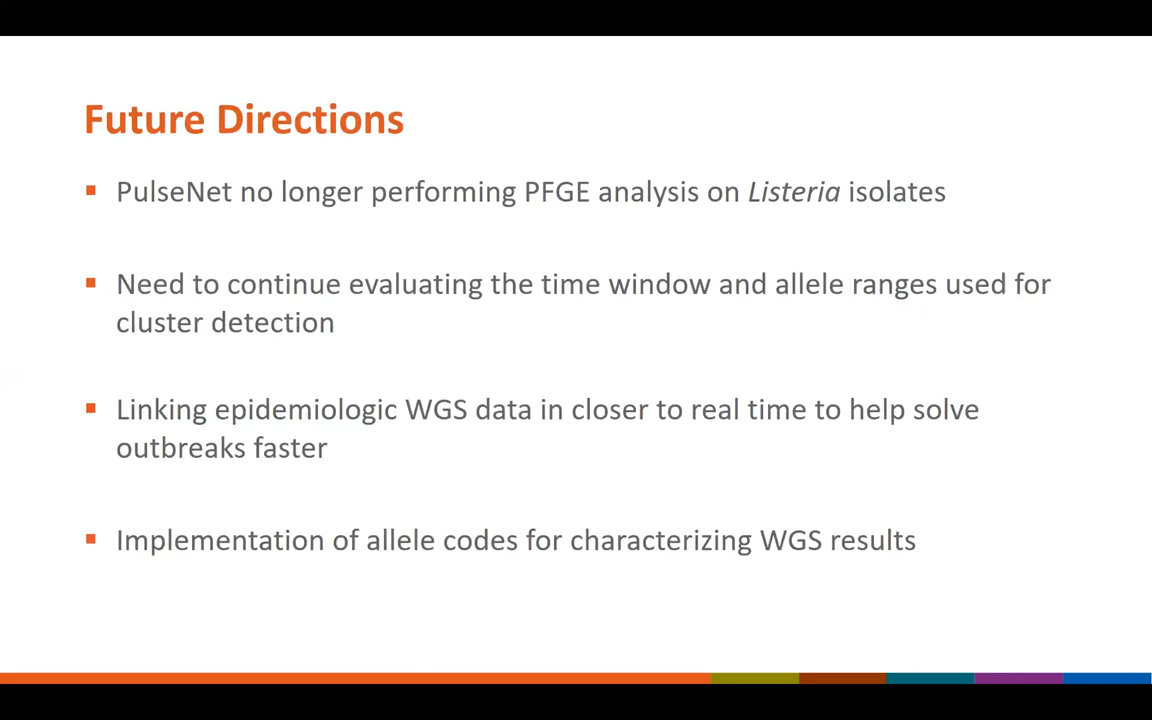 Future Directions
PulseNet no longer performing PFGE analysis on Listeria isolates
Need to continue evaluating the time window and allele ranges used for
cluster detection
Linking epidemiologic WGS data in closer to real time to help solve
outbreaks faster
Implementation of allele codes for characterizing WGS results